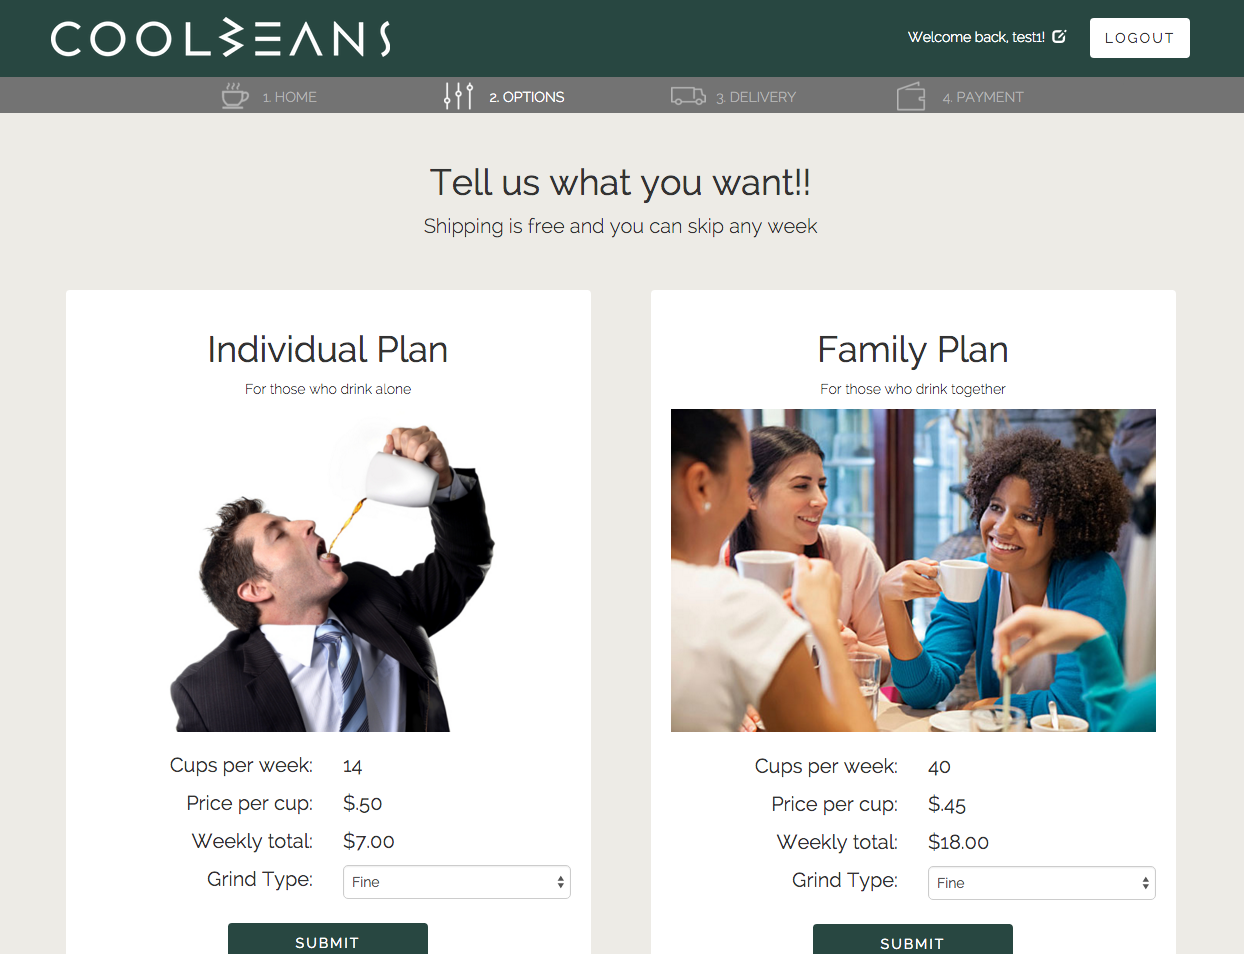 COOLBEANS
Welcome back, test1!
LOGOUT
1. HOME
2. OPTIONS
3. DELIVERY
4. PAYMENT
Tell us what you want!!
Shipping is free and you can skip any week
Individual Plan
For those who drink alone
Cups per week: 14
Price per cup: $.50
Weekly total: $7.00
Grind Type: Fine
SUBMIT
Family Plan
For those who drink together
Cups per week: 40
Price per cup: $.45
Weekly total: $18.00
Grind Type: Fine
SUBMIT